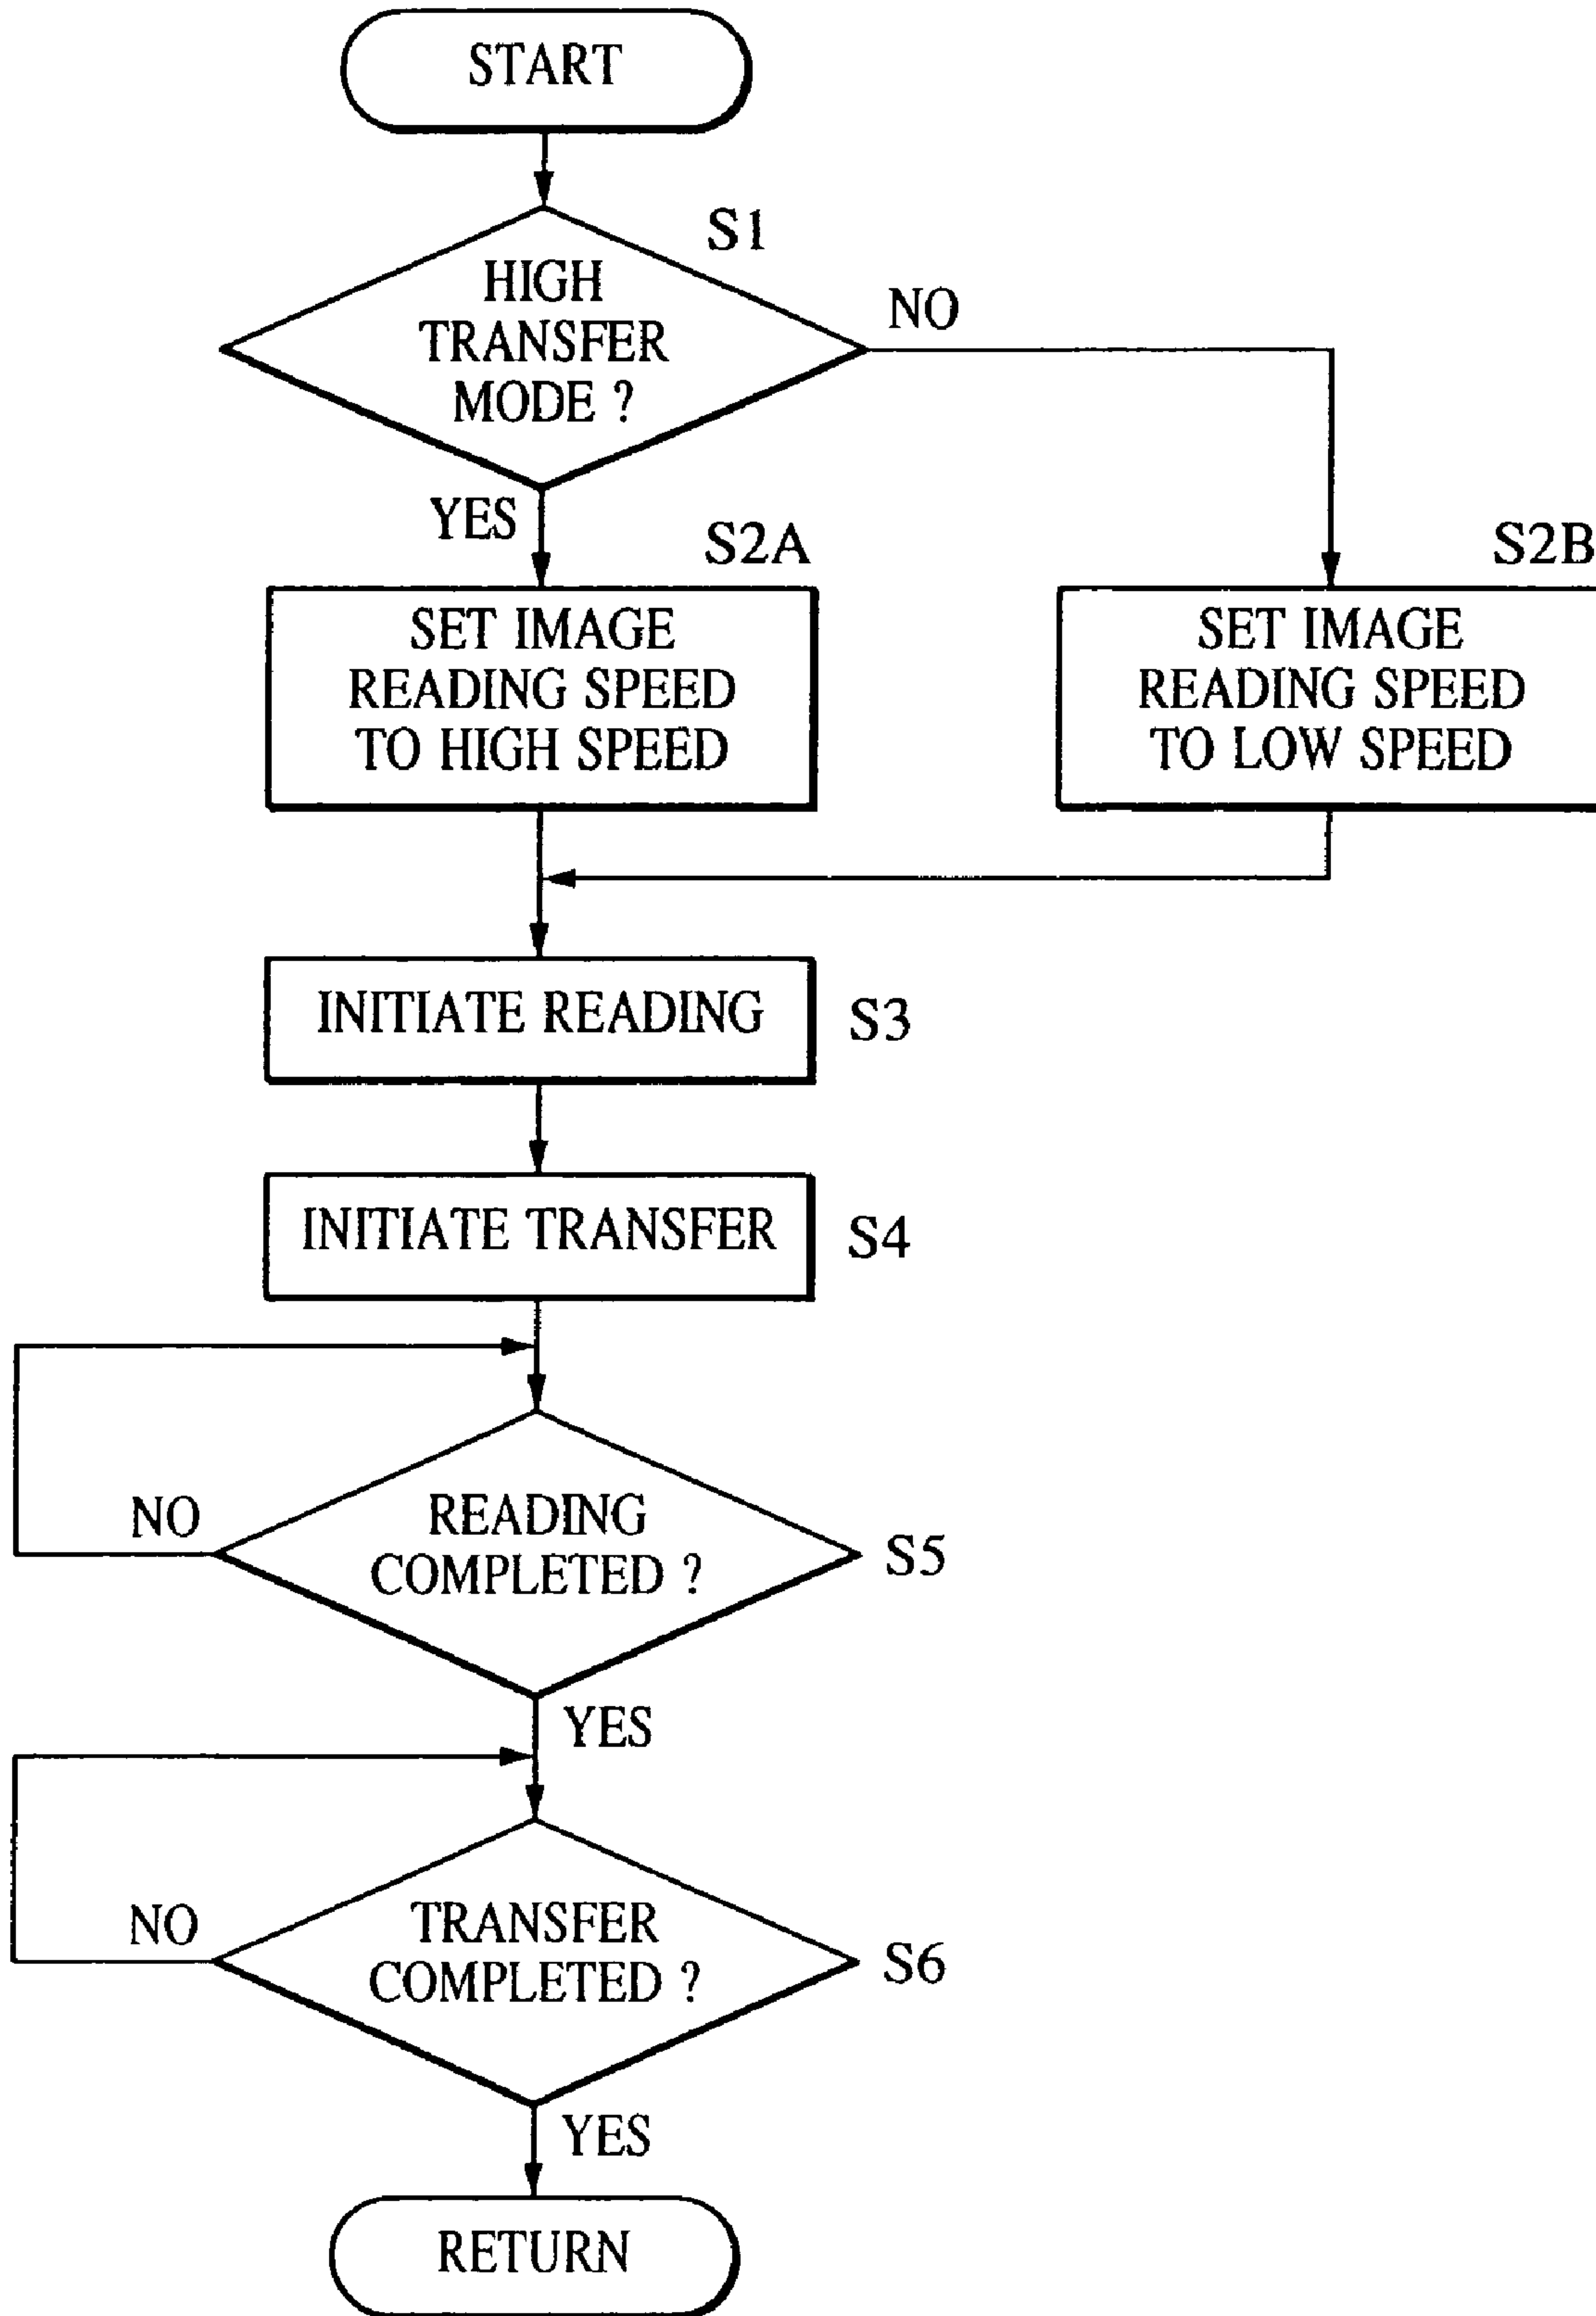 START
S1
HIGH
TRANSFER
MODE ?
NO
YES
S2A
SET IMAGE
READING SPEED
TO HIGH SPEED
S2B
SET IMAGE
READING SPEED
TO LOW SPEED
INITIATE READING
S3
INITIATE TRANSFER
S4
NO
READING
COMPLETED ?
S5
YES
NO
TRANSFER
COMPLETED ?
S6
YES
RETURN